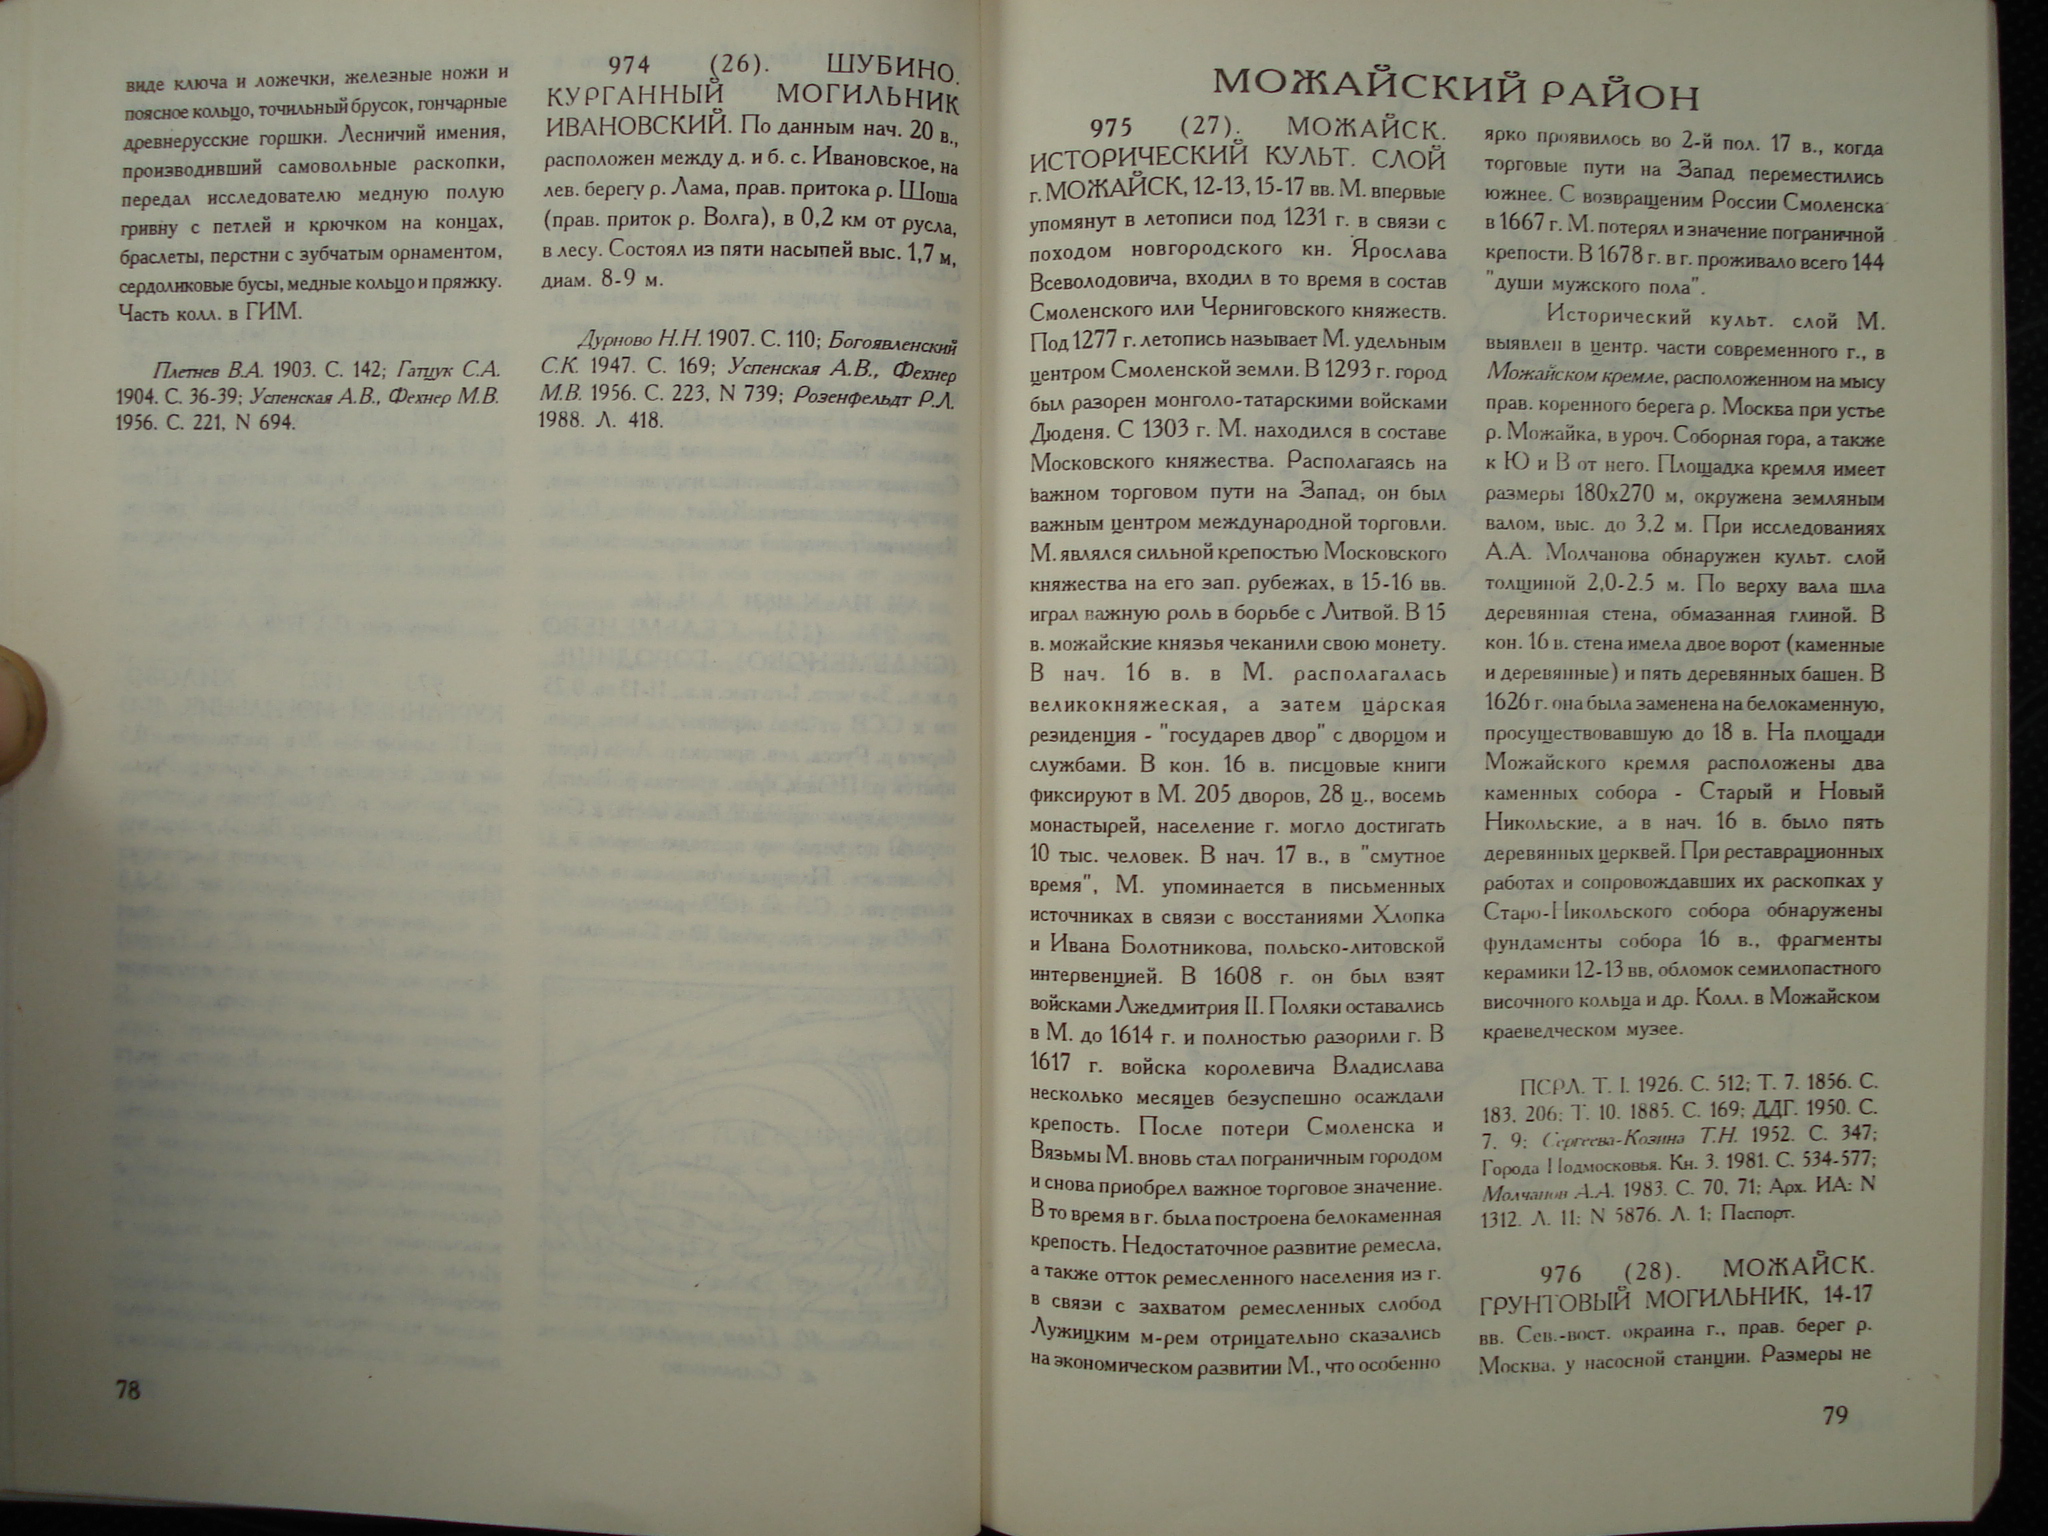 виде ключа и ложечки, железные ножи и
поясное кольцо, точильный брусок, гончарные
древнерусские горшки. Лесничий имения,
производивший самовольные раскопки,
передал исследователю медную полую
гривну с петлей и крючком на концах,
браслеты, перстни с зубчатым орнаментом,
сердоликовые бусы, медные кольцо и пряжку.
Часть колл. в ГИМ.
Плетнев В.А. 1903. С. 142; Гатцук С.А.
1904. С. 36-39; Успенская А.В., Фехнер М.В.
1956. С. 221, N 694.
78
974 (26). ШУБИНО.
КУРГАННЫЙ МОГИЛЬНИК
ИВАНОВСКИЙ. По данным нач. 20 в.,
расположен между д. и б. с. Ивановское, на
лев. берегу р. Лама, прав. притока р. Шоша
(прав. приток р. Волга), в 0,2 км от русла,
в лесу. Состоял из пяти насыпей выс. 1,7 м,
диам. 8-9 м.
Дурново Н.Н. 1907. С. 110; Богоявленский
С.К. 1947. С. 169; Успенская А.В., Фехнер
М.В. 1956. С. 223, N 739; Розенфельдт Р.Л.
1988. Л. 418.
МОЖАЙСКИЙ РАЙОН
975 (27). МОЖАЙСК.
ИСТОРИЧЕСКИЙ КУЛЬТ. СЛОЙ
г. МОЖАЙСК, 12-13, 15-17 вв. М. впервые
упомянут в летописи под 1231 г. в связи с
походом новгородского кн. Ярослава
Всеволодовича, входил в то время в состав
Смоленского или Черниговского княжеств.
Под 1277 г. летопись называет М. удельным
центром Смоленской земли. В 1293 г. город
был разорен монголо-татарскими войсками
Дюденя. С 1303 г. М. находился в составе
Московского княжества. Располагаясь на
важном торговом пути на Запад, он был
важным центром международной торговли.
М. являлся сильной крепостью Московского
княжества на его зап. рубежах, в 15-16 вв.
играл важную роль в борьбе с Литвой. В 15
в. можайские князья чеканили свою монету.
В нач. 16 в. в М. располагалась
великокняжеская, а затем царская
резиденция - "государев двор" с дворцом и
службами. В кон. 16 в. писцовые книги
фиксируют в М. 205 дворов, 28 ц., восемь
монастырей, население г. могло достигать
10 тыс. человек. В нач. 17 в., в "смутное
время", М. упоминается в письменных
источниках в связи с восстаниями Хлопка
и Ивана Болотникова, польско-литовской
интервенцией. В 1608 г. он был взят
войсками Лжедмитрия II. Поляки оставались
в М. до 1614 г. и полностью разорили г. В
1617 г. войска королевича Владислава
несколько месяцев безуспешно осаждали
крепость. После потери Смоленска и
Вязьмы М. вновь стал пограничным городом
и снова приобрел важное торговое значение.
В то время в г. была построена белокаменная
крепость. Недостаточное развитие ремесла,
а также отток ремесленного населения из г.
в связи с захватом ремесленных слобод
Лужицким м-рем отрицательно сказались
на экономическом развитии М., что особенно
ярко проявилось во 2-й пол. 17 в., когда
торговые пути на Запад переместились
южнее. С возвращеним России Смоленска
в 1667 г. М. потерял и значение пограничной
крепости. В 1678 г. в г. проживало всего 144
"души мужского пола".
Исторический культ. слой М.
выявлен в центр. части современного г., в
Можайском кремле, расположенном на мысу
прав. коренного берега р. Москва при устье
р. Можайка, в уроч. Соборная гора, а также
к Ю и В от него. Площадка кремля имеет
размеры 180х270 м, окружена земляным
валом, выс. до 3,2 м. При исследованиях
А.А. Молчанова обнаружен культ. слой
толщиной 2,0-2.5 м. По верху вала шла
деревянная стена, обмазанная глиной. В
кон. 16 в. стена имела двое ворот (каменные
и деревянные) и пять деревянных башен. В
1626 г. она была заменена на белокаменную,
просуществовавшую до 18 в. На площади
Можайского кремля расположены два
каменных собора - Старый и Новый
Никольские, а в нач. 16 в. было пять
деревянных церквей. При реставрационных
работах и сопровождавших их раскопках у
Старо-Никольского собора обнаружены
фундаменты собора 16 в., фрагменты
керамики 12-13 вв, обломок семилопастного
височного кольца и др. Колл. в Можайском
краеведческом музее.
ПСРЛ. Т. I. 1926. С. 512; Т. 7. 1856. С.
183, 206; Т. 10. 1885. С. 169; ДДГ. 1950. С.
7, 9; Сергеева-Козина Т.Н. 1952. С. 347;
Города Подмосковья. Кн. 3. 1981. С. 534-577;
Молчанов А.А. 1983. С. 70, 71; Арх. ИА: N
1312. Л. 11; N 5876. Л. 1; Паспорт.
976 (28). МОЖАЙСК.
ГРУНТОВЫЙ МОГИЛЬНИК, 14-17
вв. Сев.-вост. окраина г., прав. берег р.
Москва, у насосной станции. Размеры не
79